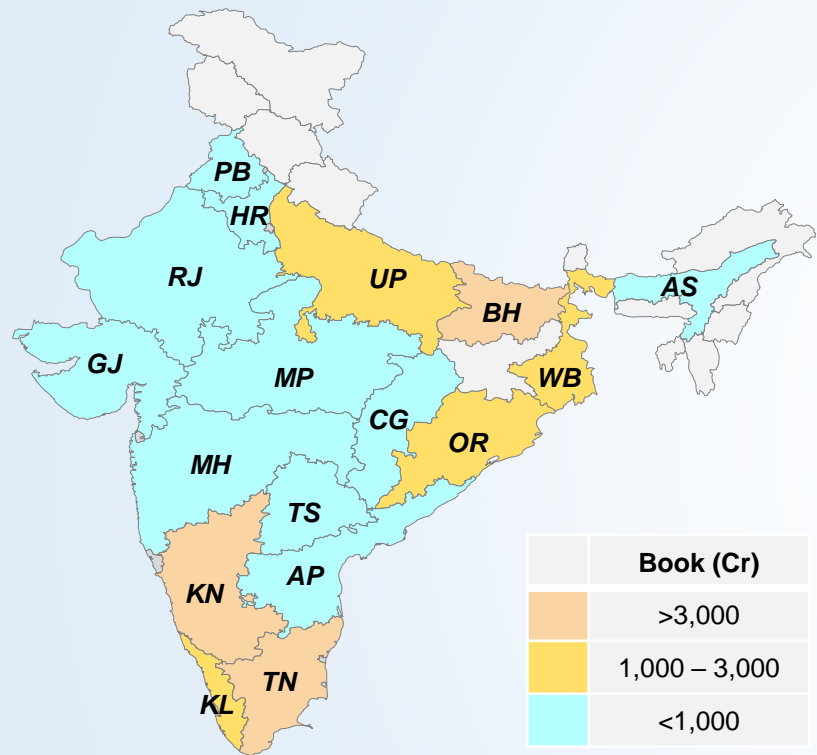 PB
HR
RJ
UP
AS
BH
GJ
MP
WB
CG
OR
MH
TS
AP
KN
TN
KL
Book (Cr)
>3,000
1,000 – 3,000
<1,000